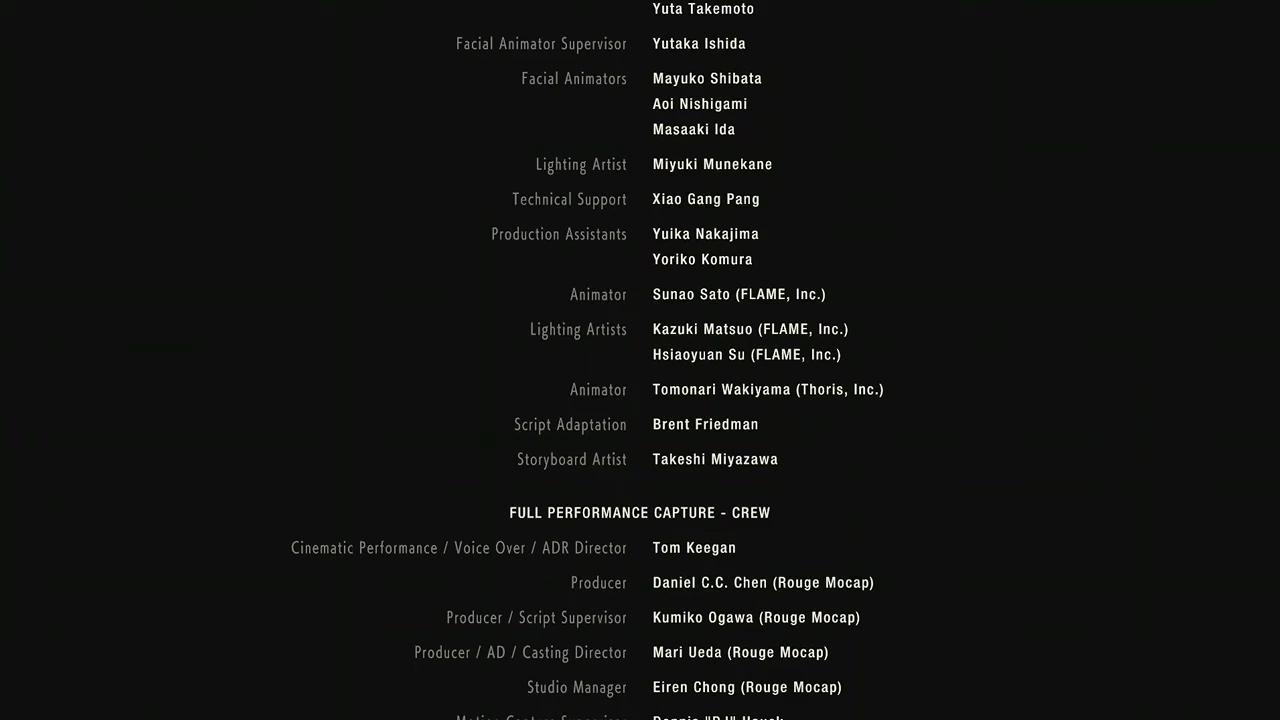 Yuta Takemoto
Facial Animator Supervisor Yutaka Ishida
Facial Animators Mayuko Shibata
Aoi Nishigami
Masaaki Ida
Lighting Artist Miyuki Munekane
Technical Support Xiao Gang Pang
Production Assistants Yuika Nakajima
Yoriko Komura
Animator Sunao Sato (FLAME, Inc.)
Lighting Artists Kazuki Matsuo (FLAME, Inc.)
Hsiaoyuan Su (FLAME, Inc.)
Animator Tomonari Wakiyama (Thoris, Inc.)
Script Adaptation Brent Friedman
Storyboard Artist Takeshi Miyazawa
FULL PERFORMANCE CAPTURE - CREW
Cinematic Performance / Voice Over / ADR Director Tom Keegan
Producer Daniel C.C. Chen (Rouge Mocap)
Producer / Script Supervisor Kumiko Ogawa (Rouge Mocap)
Producer / AD / Casting Director Mari Ueda (Rouge Mocap)
Studio Manager Eiren Chong (Rouge Mocap)
Motion Capture Supervisor